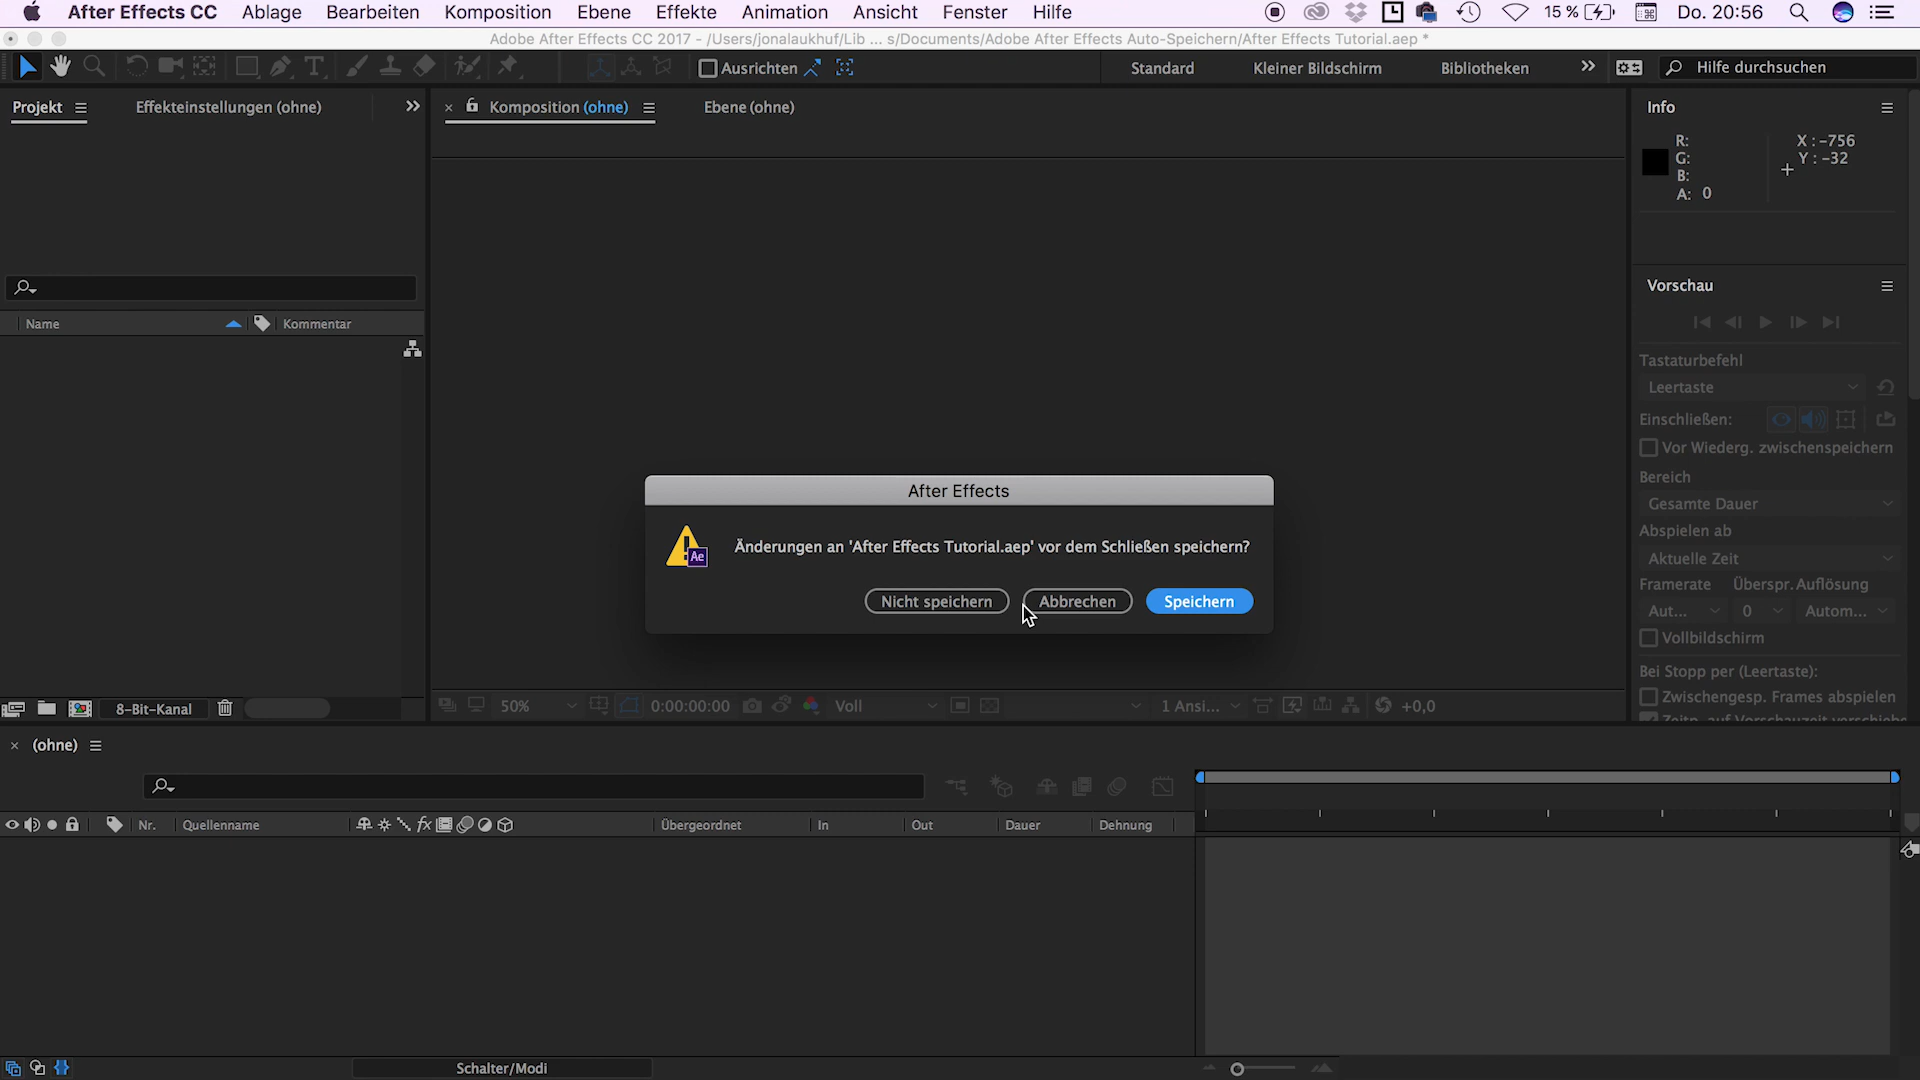 After Effects CC Ablage Bearbeiten Komposition Ebene Effekte Animation Ansicht Fenster Hilfe 15 % Do. 20:56
Adobe After Effects CC 2017 - /Users/jonalaukhuf/Lib ... s/Documents/Adobe After Effects Auto-Speichern/After Effects Tutorial.aep *
Ausrichten Standard Kleiner Bildschirm Bibliotheken Hilfe durchsuchen
Projekt Effekteinstellungen (ohne) Komposition (ohne) Ebene (ohne) Info
R: X : -756
G: Y : -32
B:
A: 0
Vorschau
Name Kommentar
Tastaturbefehl
Leertaste
Einschließen:
Vor Wiederg. zwischenspeichern
Bereich
Gesamte Dauer
Abspielen ab
Aktuelle Zeit
Framerate Überspr. Auflösung
Aut... 0 Autom...
Vollbildschirm
Bei Stopp per (Leertaste):
Zwischengesp. Frames abspielen
Zeitn. auf Vorschauzeit
After Effects
Änderungen an 'After Effects Tutorial.aep' vor dem Schließen speichern?
Ae
Nicht speichern Abbrechen Speichern
8-Bit-Kanal 50% 0:00:00:00 Voll 1 Ansi... +0,0
(ohne)
Nr. Quellenname fx Übergeordnet In Out Dauer Dehnung
Schalter/Modi